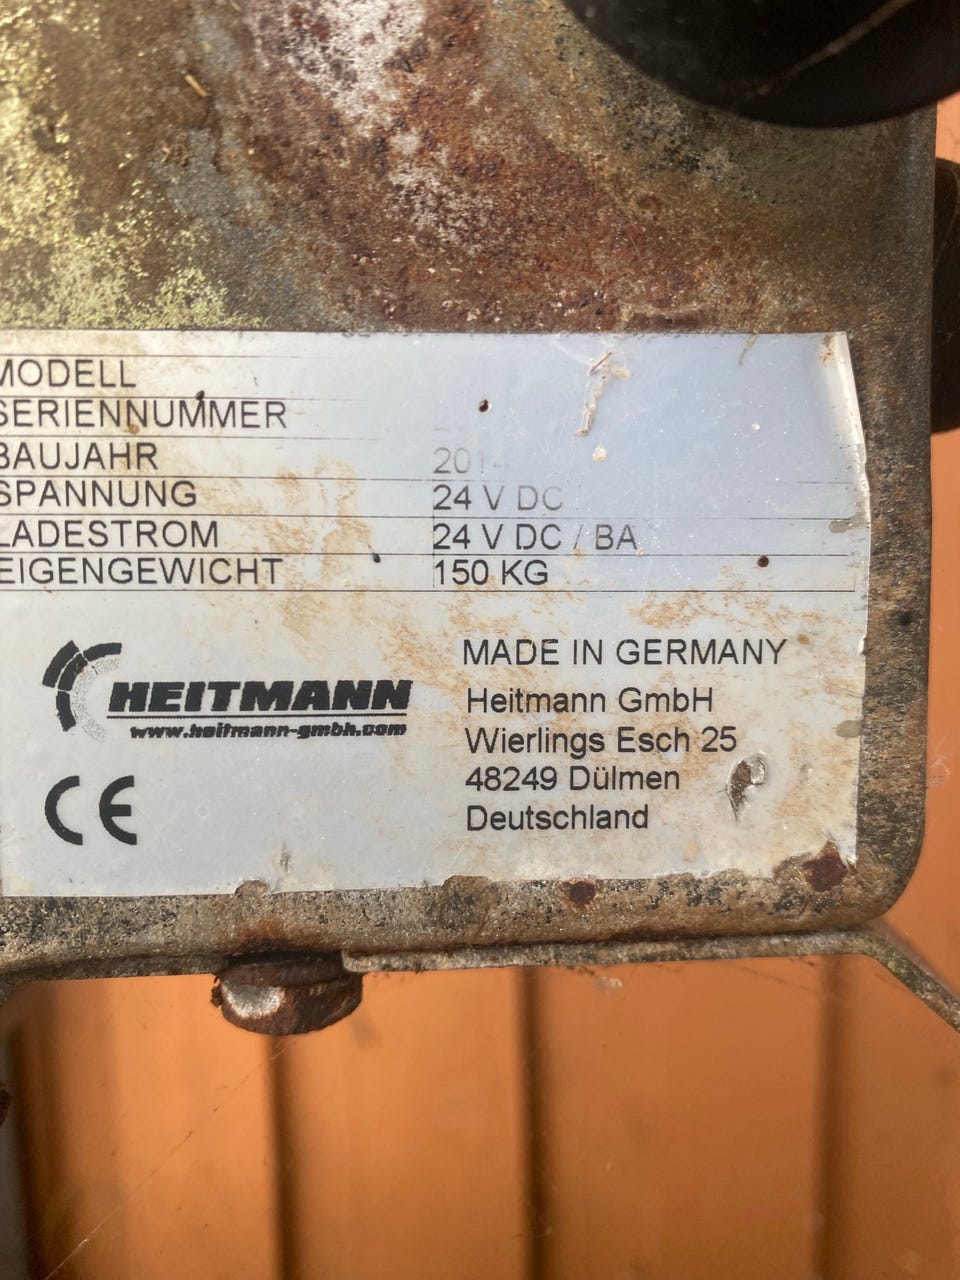 MODELL
SERIENNUMMER
BAUJAHR 201
SPANNUNG 24 V DC
LADESTROM 24 V DC / BA
EIGENGEWICHT 150 KG
HEITMANN
www.heitmann-gmbh.com
MADE IN GERMANY
Heitmann GmbH
Wierlings Esch 25
48249 Dülmen
Deutschland
CE